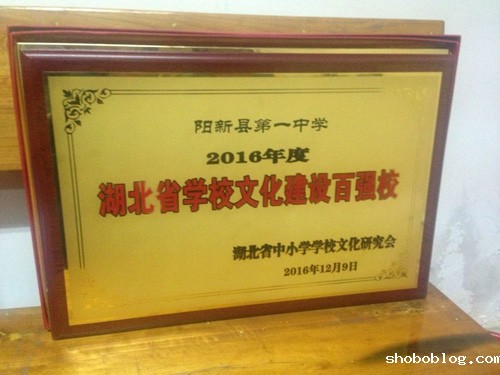 阳新县第一中学
2016年度
湖北省学校文化建设百强校
湖北省中小学学校文化研究会
2016年12月9日
shoboblog.com